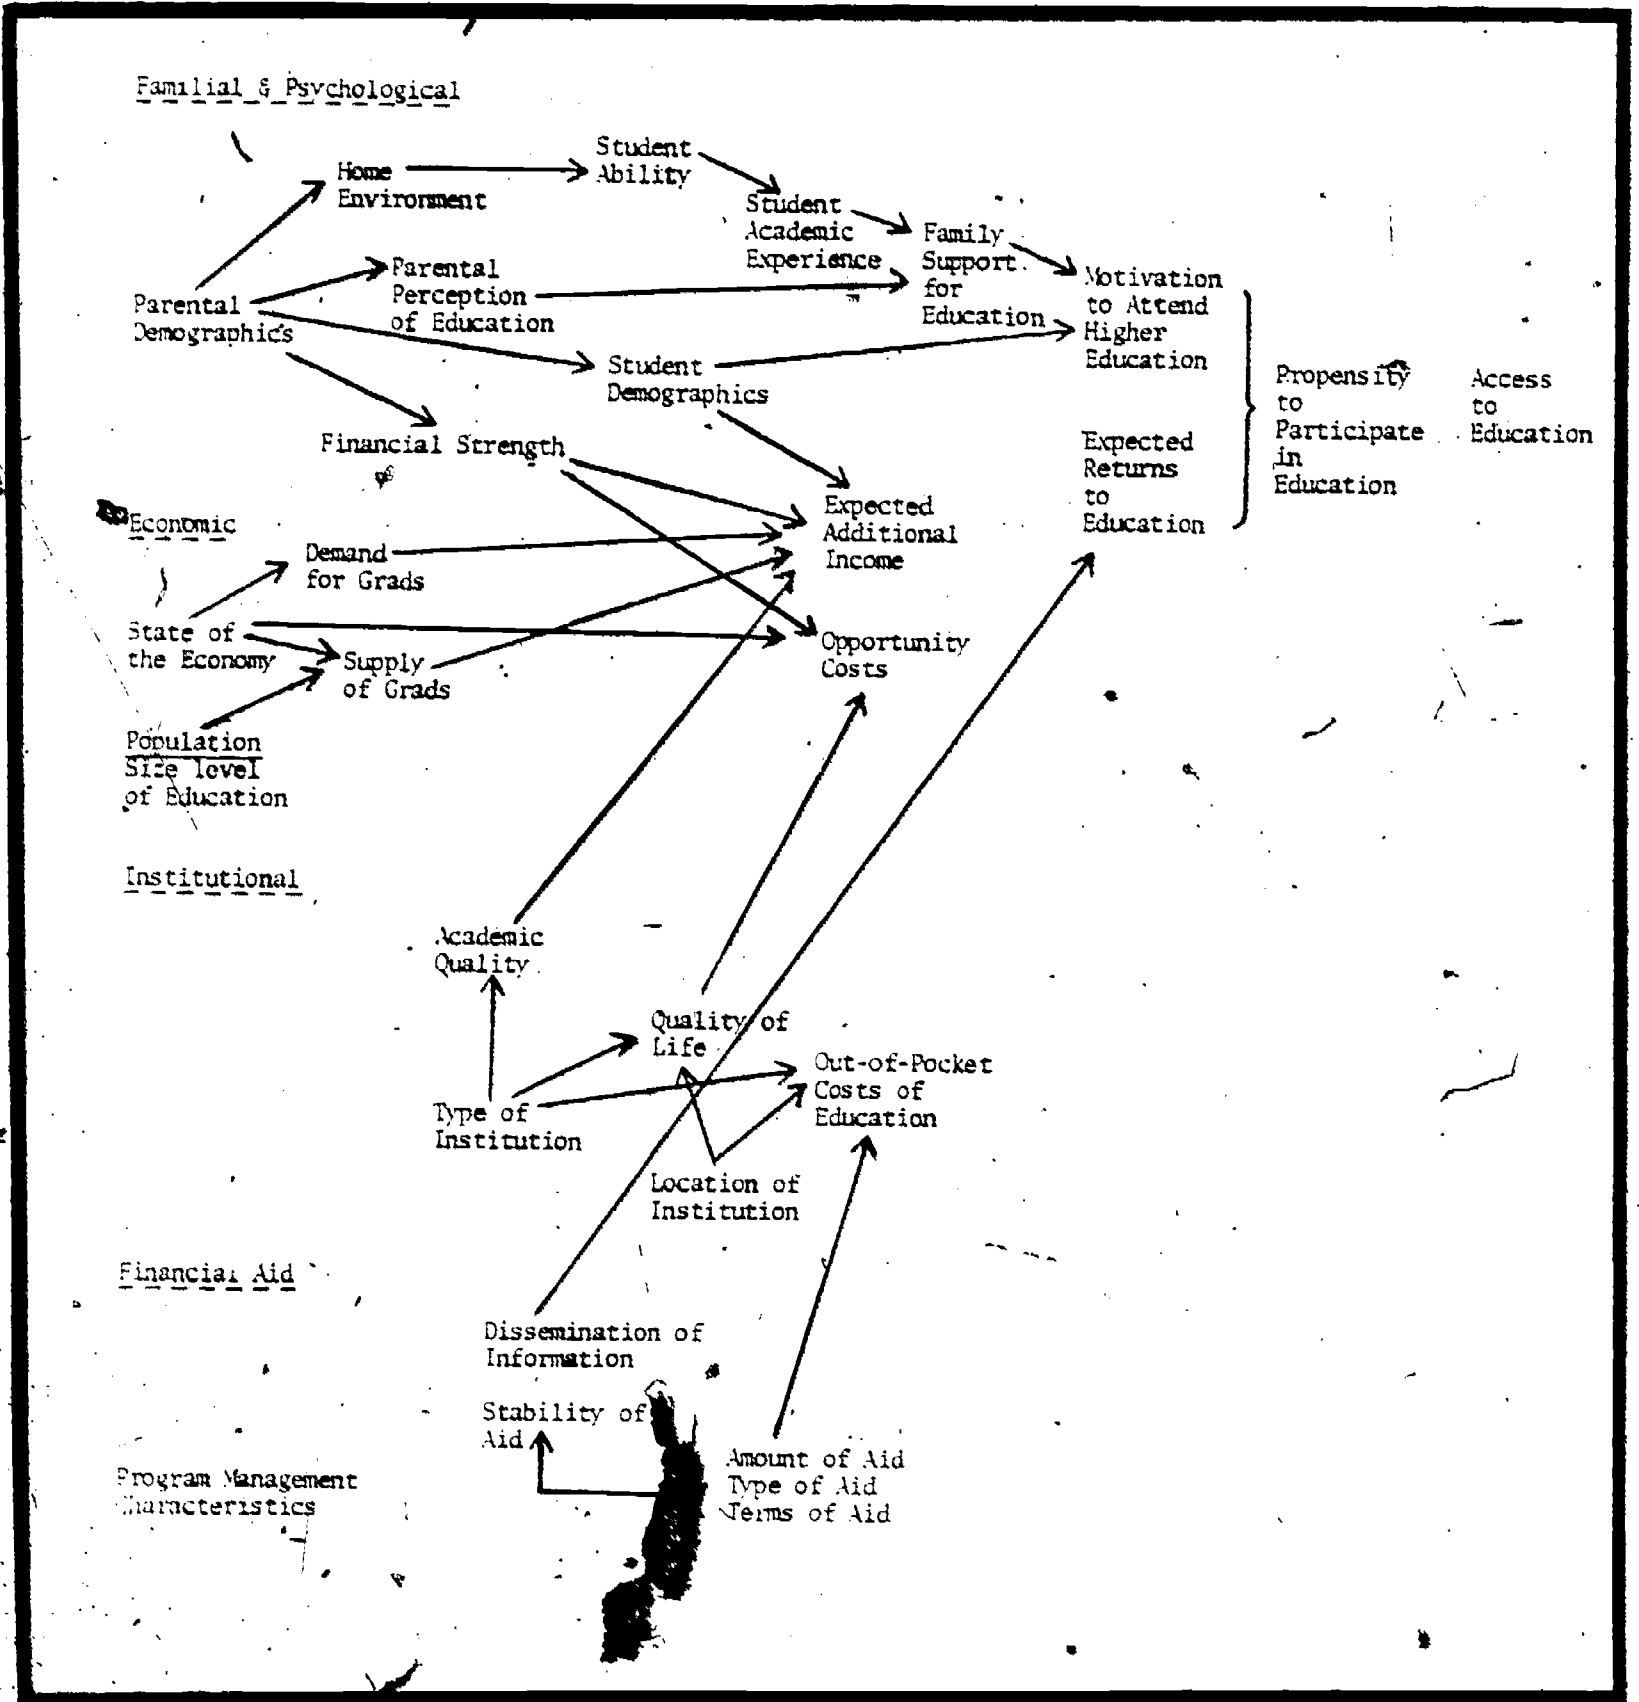 Familial & Psychological
Home
Environment
Student
Ability
Student
Academic
Experience
Family
Support
for
Education
Motivation
to Attend
Higher
Education
Parental
Demographics
Parental
Perception
of Education
Student
Demographics
Financial Strength
Expected
Returns
to
Education
Propensity
to
Participate
in
Education
Access
to
Education
Economic
Demand
for Grads
Expected
Additional
Income
State of
the Economy
Supply
of Grads
Opportunity
Costs
Population
Size level
of Education
Institutional
Academic
Quality
Quality of
Life
Out-of-Pocket
Costs of
Education
Type of
Institution
Location of
Institution
Financial Aid
Dissemination of
Information
Stability of
Aid
Program Management
Characteristics
Amount of Aid
Type of Aid
Terms of Aid